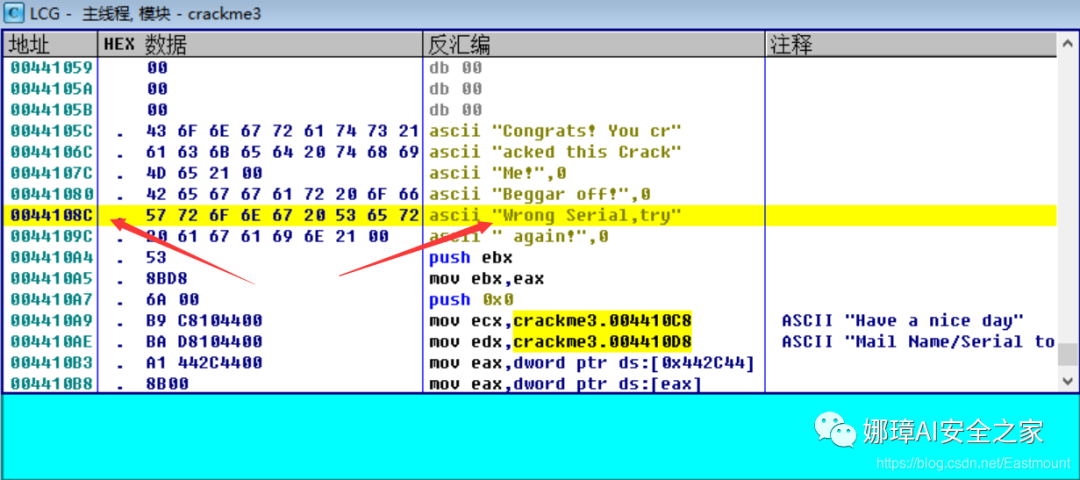 LCG - 主线程, 模块 - crackme3
地址 HEX 数据 反汇编 注释
00441059 00 db 00
0044105A 00 db 00
0044105B 00 db 00
0044105C . 43 6F 6E 67 72 61 74 73 21 ascii "Congrats! You cr"
0044106C . 61 63 6B 65 64 20 74 68 69 ascii "acked this Crack"
0044107C . 4D 65 21 00 ascii "Me!",0
00441080 . 42 65 67 67 61 72 20 6F 66 ascii "Beggar off!",0
0044108C . 57 72 6F 6E 67 20 53 65 72 ascii "Wrong Serial,try"
0044109C . 20 61 67 61 69 6E 21 00 ascii " again!",0
004410A4 . 53 push ebx
004410A5 . 8BD8 mov ebx,eax
004410A7 . 6A 00 push 0x0
004410A9 . B9 C8104400 mov ecx,crackme3.004410C8 ASCII "Have a nice day"
004410AE . BA D8104400 mov edx,crackme3.004410D8 ASCII "Mail Name/Serial to
004410B3 . A1 442C4400 mov eax,dword ptr ds:[0x442C44]
004410B8 . 8B00 mov eax,dword ptr ds:[eax]
娜璋AI安全之家
https://blog.csdn.net/Eastmount